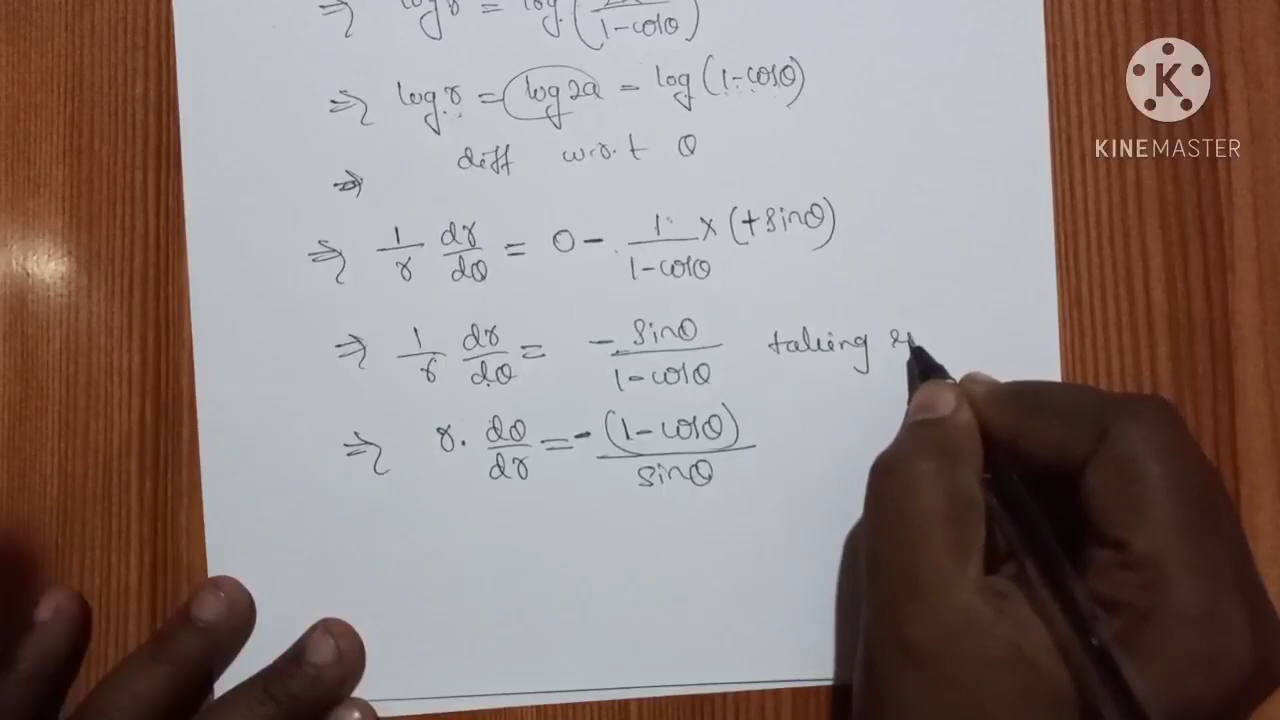 ⇒ log r = log (2a/(1-cosθ))
⇒ log r = log 2a = log (1-cosθ)
diff w.r.t θ
⇒
⇒ 1/r dr/dθ = 0 - 1/(1-cosθ) × (+sinθ)
⇒ 1/r dr/dθ = - sinθ/(1-cosθ) taking
⇒ r. dθ/dr = - (1-cosθ)/sinθ
K
KINEMASTER